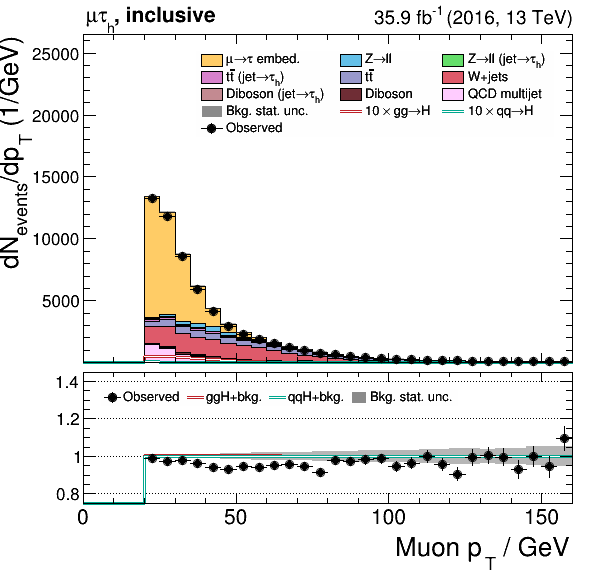 μτh, inclusive 35.9 fb-1 (2016, 13 TeV)
dNevents/dpT (1/GeV)
25000
20000
15000
10000
5000
μ→τ embed. Z→ll Z→ll (jet→τh)
tt̄ (jet→τh) tt̄ W+jets
Diboson (jet→τh) Diboson QCD multijet
Bkg. stat. unc. 10 × gg→H 10 × qq→H
Observed
1.4
1.2
1
0.8
Observed ggH+bkg. qqH+bkg. Bkg. stat. unc.
0 50 100 150
Muon pT / GeV